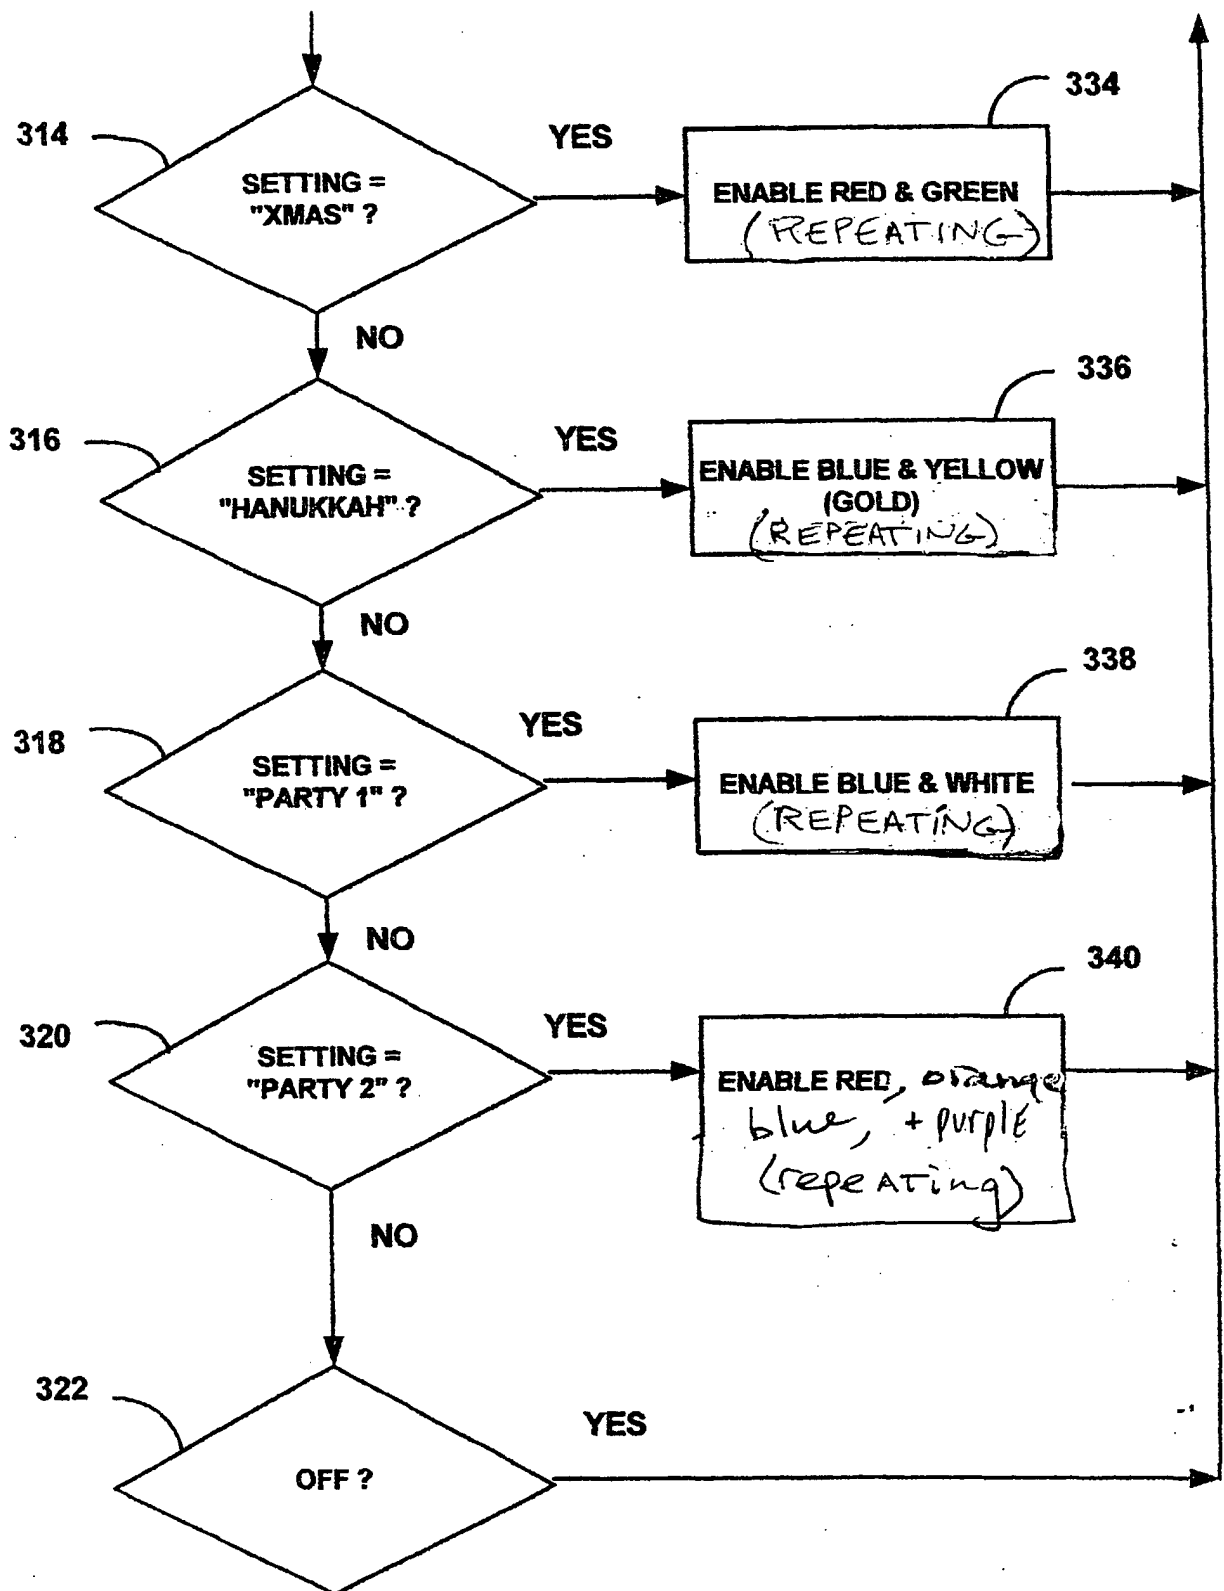 334
314
YES
SETTING =
"XMAS" ?
ENABLE RED & GREEN
(REPEATING)
NO
336
316
YES
SETTING =
"HANUKKAH" ?
ENABLE BLUE & YELLOW
(GOLD)
(REPEATING)
NO
338
318
YES
SETTING =
"PARTY 1" ?
ENABLE BLUE & WHITE
(REPEATING)
NO
340
320
YES
SETTING =
"PARTY 2" ?
ENABLE RED, orange
blue, + purple
(repeating)
NO
322
YES
OFF ?